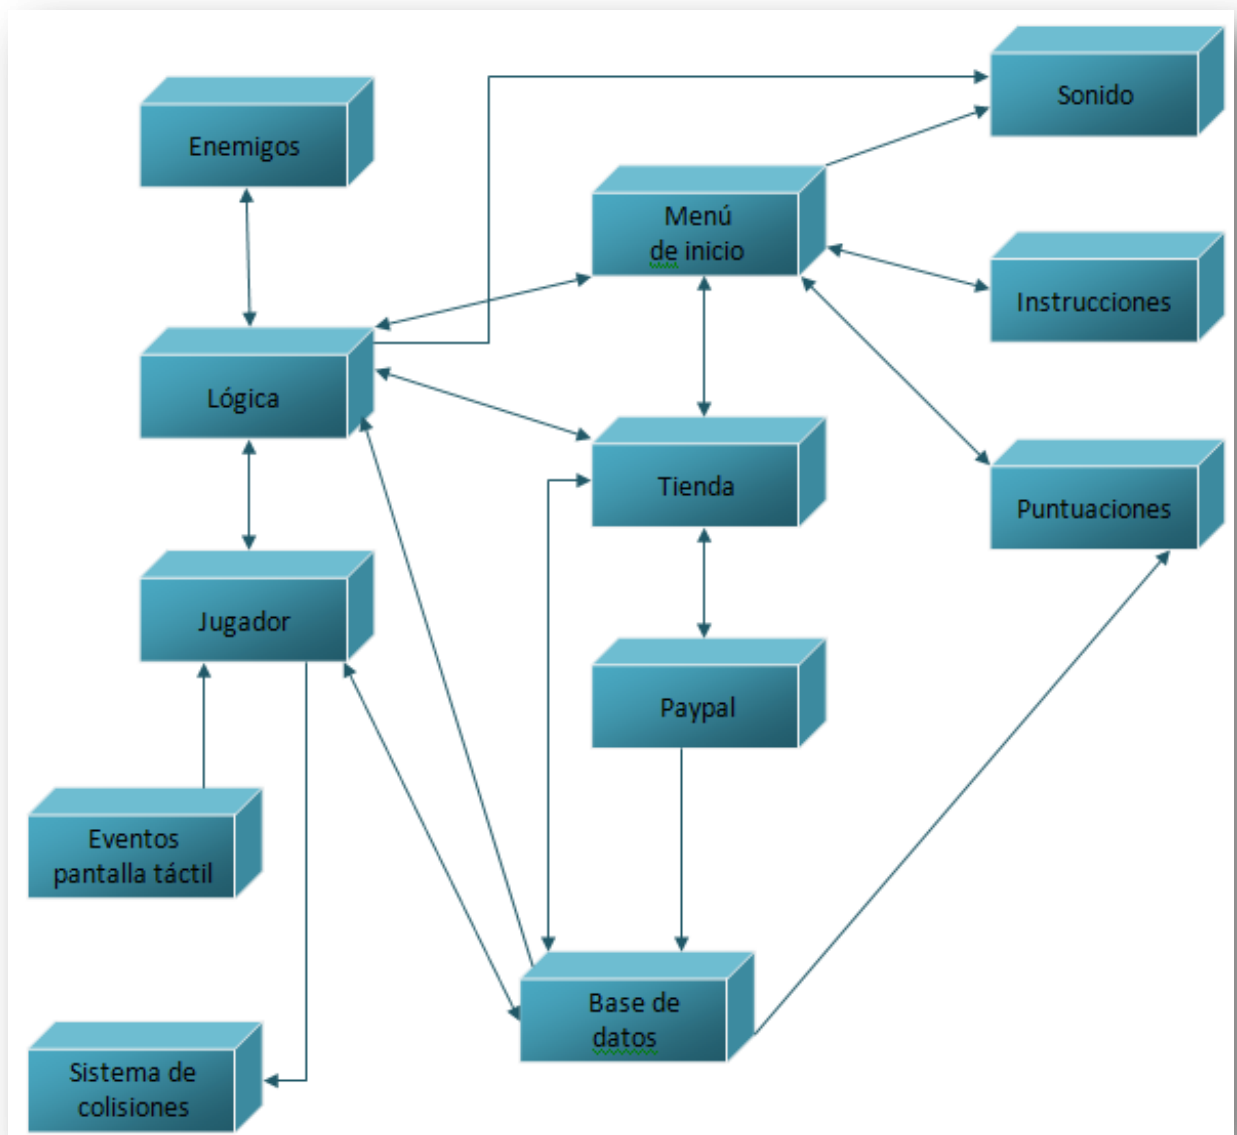 Sonido
Enemigos
Menú
de inicio
Instrucciones
Lógica
Tienda
Puntuaciones
Jugador
Paypal
Eventos
pantalla táctil
Base de
datos
Sistema de
colisiones